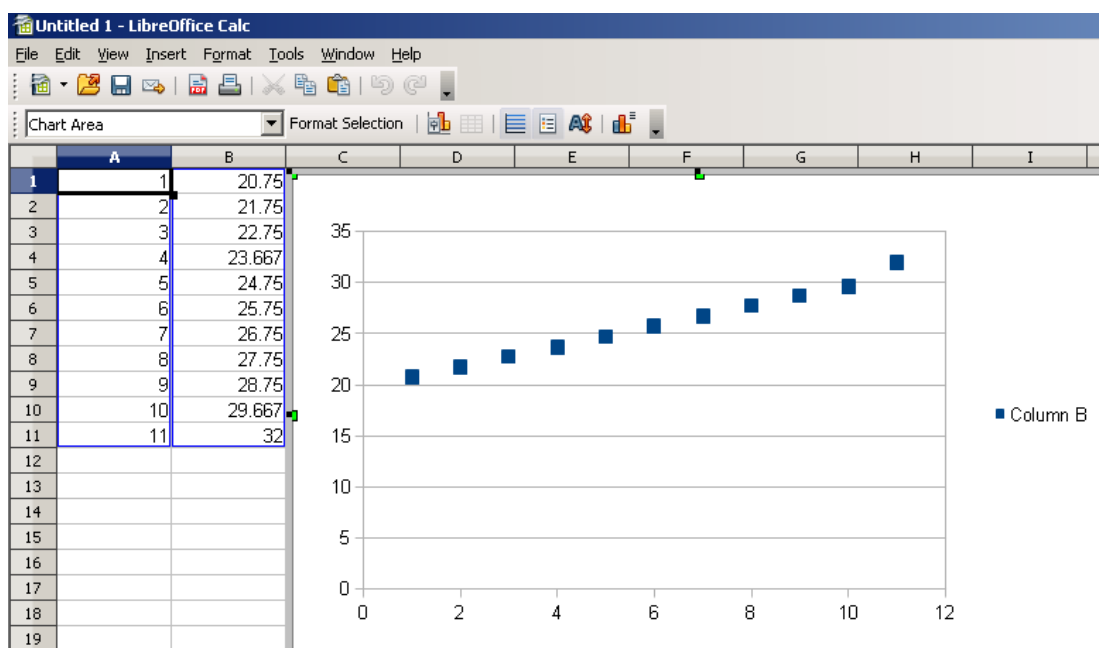 Untitled 1 - LibreOffice Calc
File Edit View Insert Format Tools Window Help
PDF
Chart Area Format Selection
A B C D E F G H I
1 1 20.75
2 2 21.75
3 3 22.75
4 4 23.667
5 5 24.75
6 6 25.75
7 7 26.75
8 8 27.75
9 9 28.75
10 10 29.667
11 11 32
12
13
14
15
16
17
18
19
35
30
25
20
15
10
5
0
0 2 4 6 8 10 12
Column B